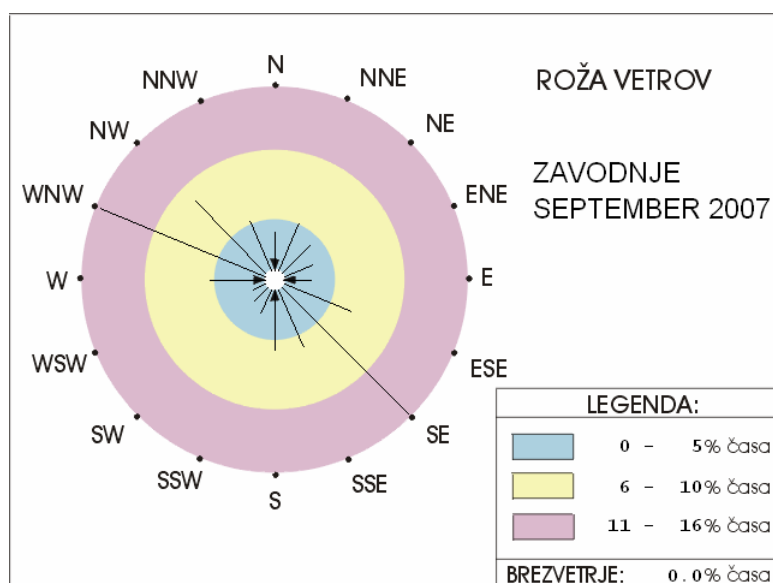 ROŽA VETROV
ZAVODNJE
SEPTEMBER 2007
N
NNE
NE
ENE
E
ESE
SE
SSE
S
SSW
SW
WSW
W
WNW
NW
NNW
LEGENDA:
0 - 5% časa
6 - 10% časa
11 - 16% časa
BREZVETRJE: 0.0% časa